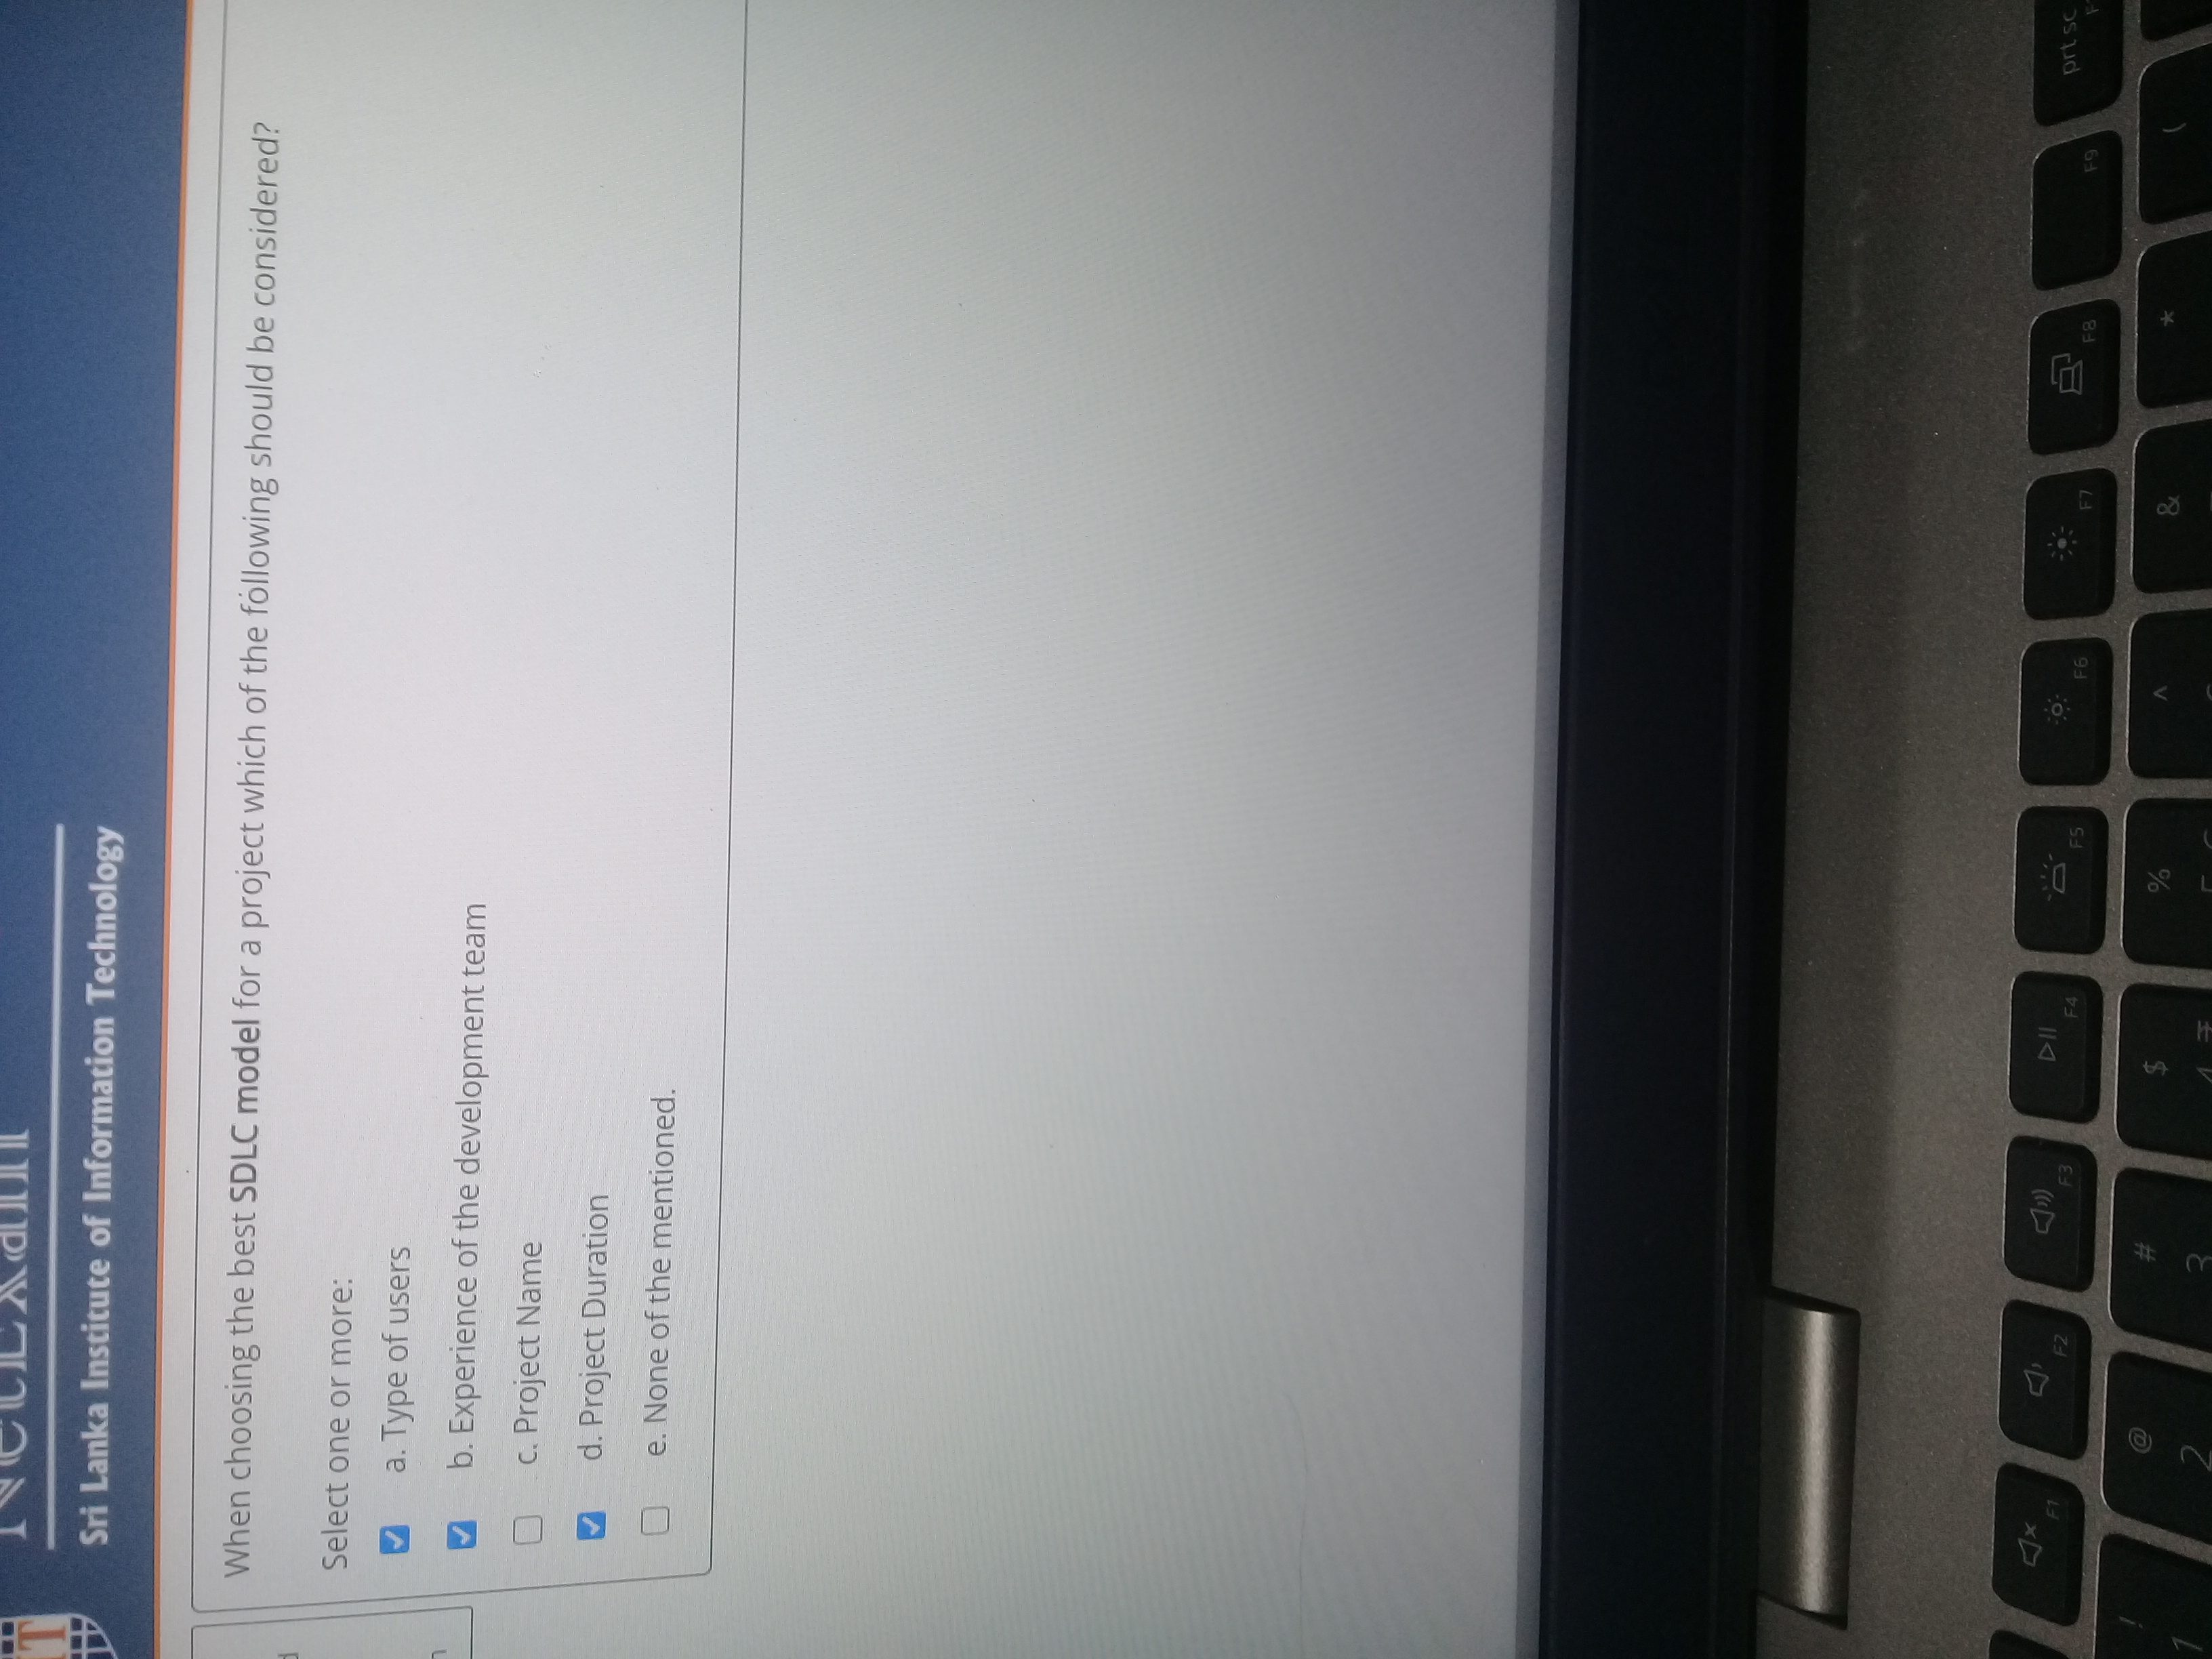 NetExam
Sri Lanka Institute of Information Technology
When choosing the best SDLC model for a project which of the following should be considered?
Select one or more:
a. Type of users
b. Experience of the development team
c. Project Name
d. Project Duration
e. None of the mentioned.
F1
F2
F3
F4
F5
F6
F7
F8
F9
prt sc
! @ # $ % ^ & * (
1 2 3